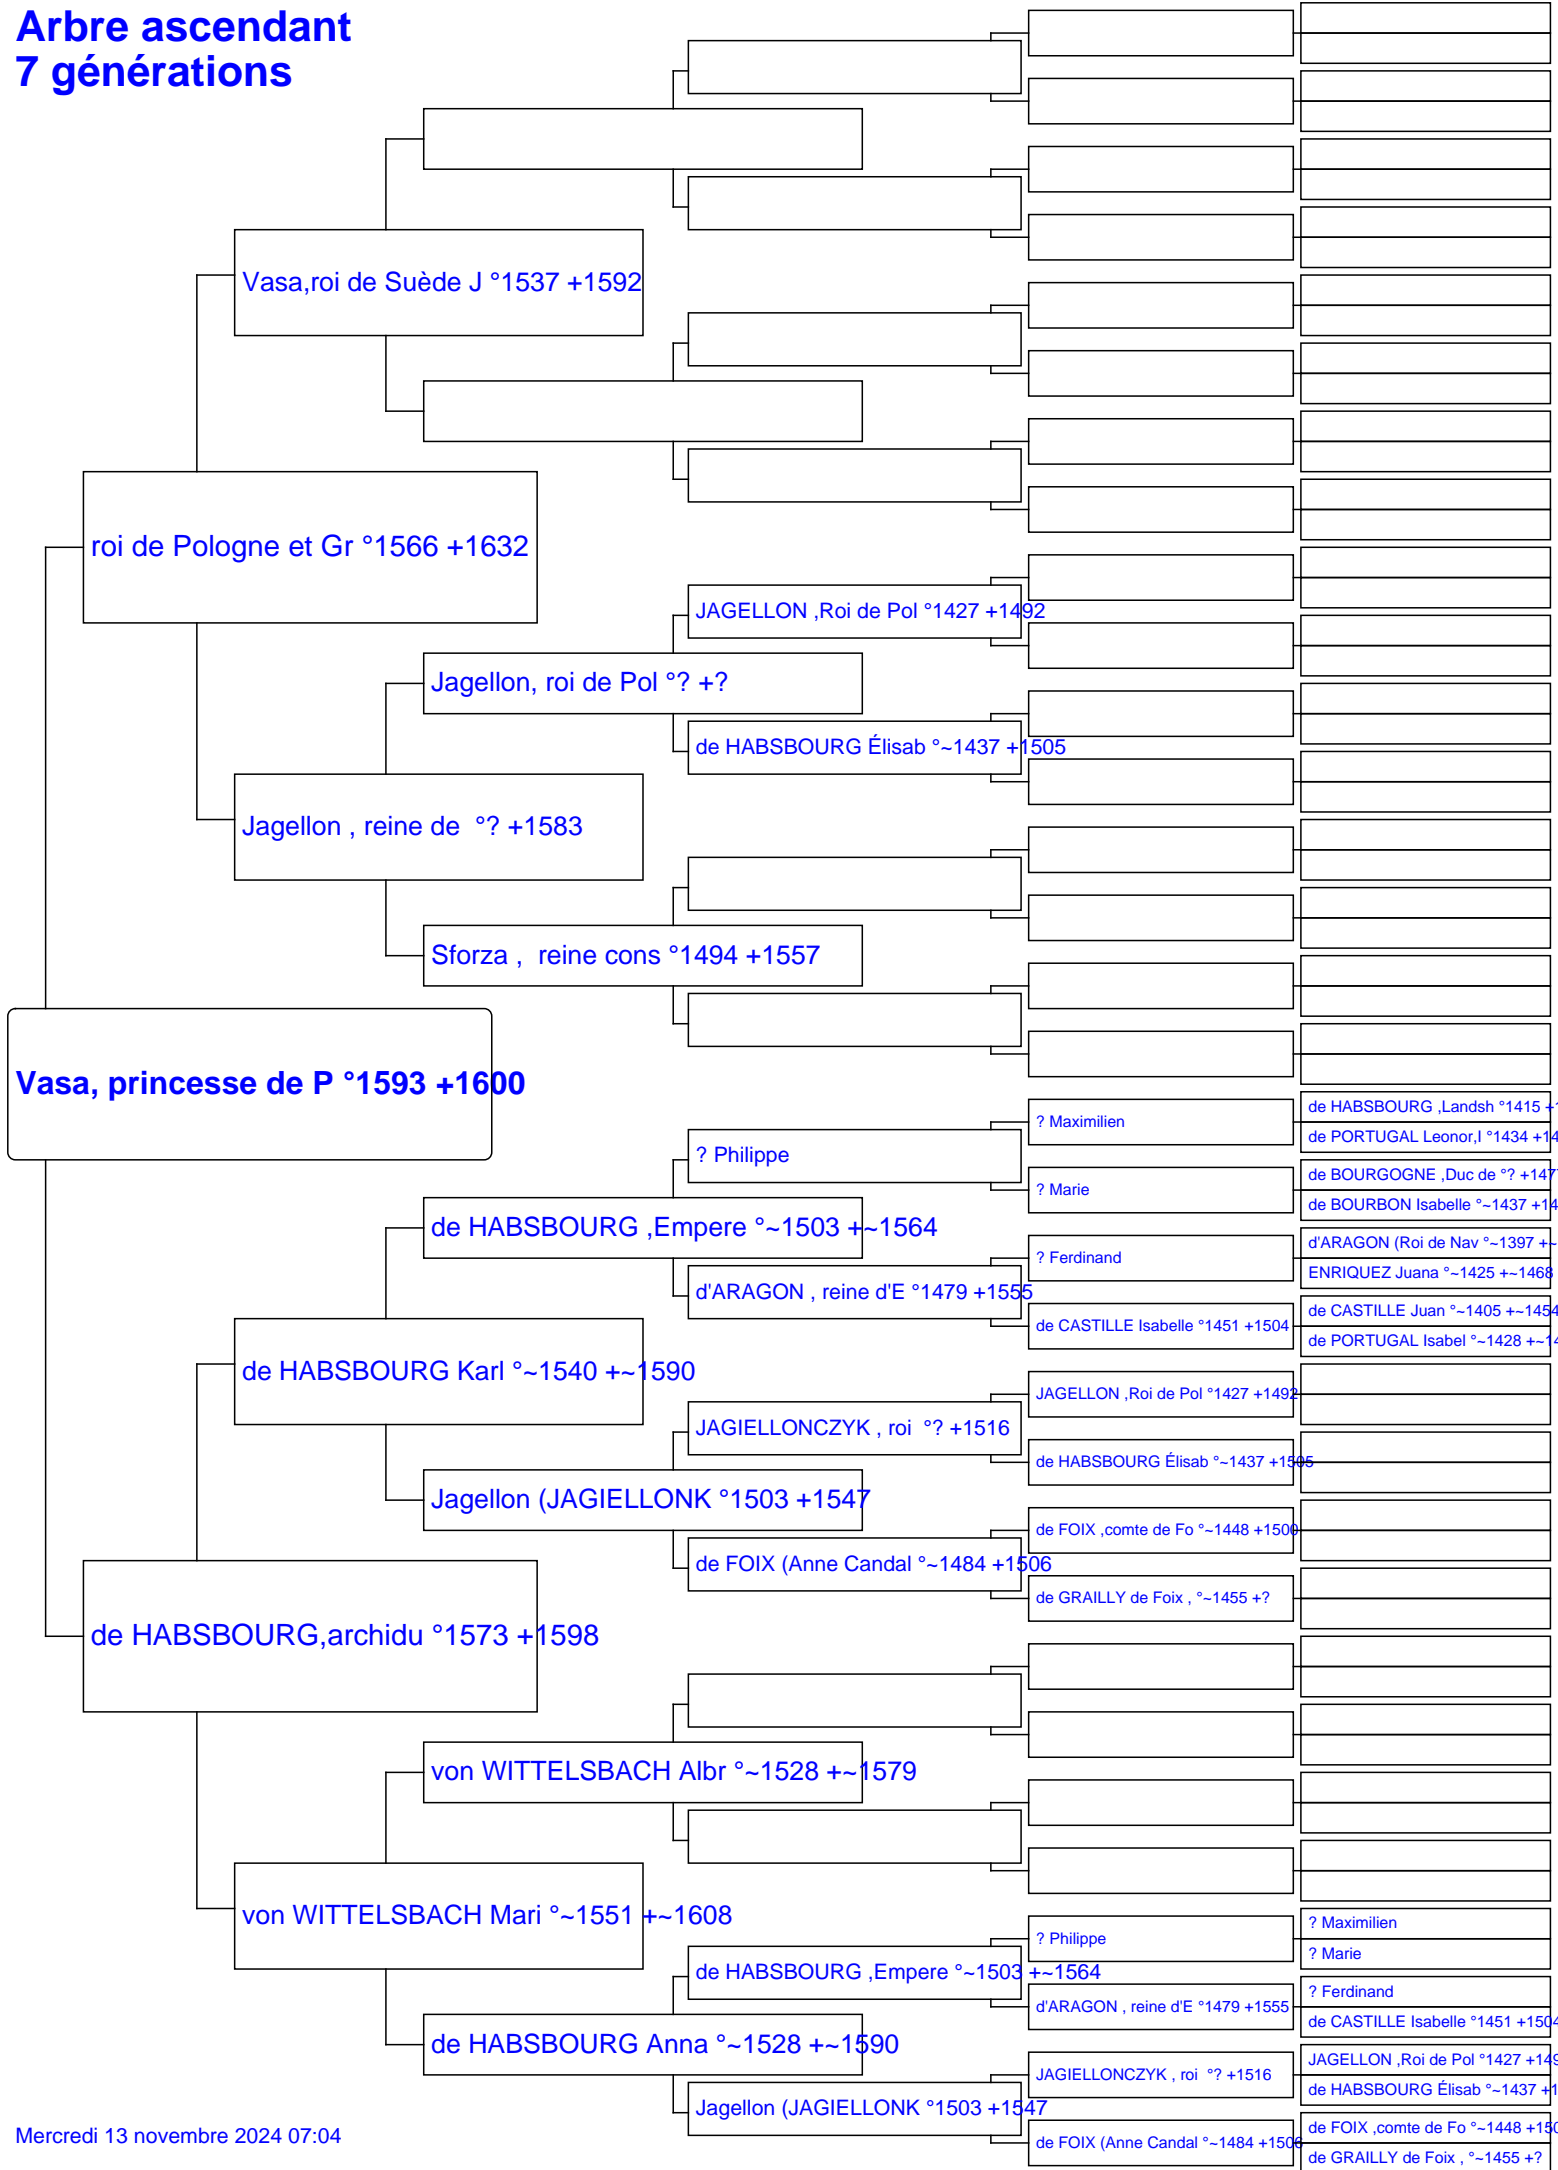 Arbre ascendant
7 générations
Vasa,roi de Suède J °1537 +1592
roi de Pologne et Gr °1566 +1632
JAGELLON ,Roi de Pol °1427 +1492
Jagellon, roi de Pol °? +?
de HABSBOURG Élisab °~1437 +1505
Jagellon , reine de  °? +1583
Sforza ,  reine cons °1494 +1557
Vasa, princesse de P °1593 +1600
de HABSBOURG ,Landsh °1415 +1
? Maximilien
de PORTUGAL Leonor,I °1434 +14
? Philippe
de BOURGOGNE ,Duc de °? +1477
? Marie
de BOURBON Isabelle °~1437 +14
de HABSBOURG ,Empere °~1503 +~1564
d'ARAGON (Roi de Nav °~1397 +~
? Ferdinand
ENRIQUEZ Juana °~1425 +~1468
d'ARAGON , reine d'E °1479 +1555
de CASTILLE Juan °~1405 +~1454
de CASTILLE Isabelle °1451 +1504
de PORTUGAL Isabel °~1428 +~14
de HABSBOURG Karl °~1540 +~1590
JAGELLON ,Roi de Pol °1427 +1492
JAGIELLONCZYK , roi  °? +1516
de HABSBOURG Élisab °~1437 +1505
Jagellon (JAGIELLONK °1503 +1547
de FOIX ,comte de Fo °~1448 +1500
de FOIX (Anne Candal °~1484 +1506
de GRAILLY de Foix , °~1455 +?
de HABSBOURG,archidu °1573 +1598
von WITTELSBACH Albr °~1528 +~1579
von WITTELSBACH Mari °~1551 +~1608
? Maximilien
? Philippe
? Marie
de HABSBOURG ,Empere °~1503 +~1564
? Ferdinand
d'ARAGON , reine d'E °1479 +1555
de CASTILLE Isabelle °1451 +1504
de HABSBOURG Anna °~1528 +~1590
JAGELLON ,Roi de Pol °1427 +149
JAGIELLONCZYK , roi  °? +1516
de HABSBOURG Élisab °~1437 +1
Jagellon (JAGIELLONK °1503 +1547
de FOIX ,comte de Fo °~1448 +150
de FOIX (Anne Candal °~1484 +1506
de GRAILLY de Foix , °~1455 +?
Mercredi 13 novembre 2024 07:04